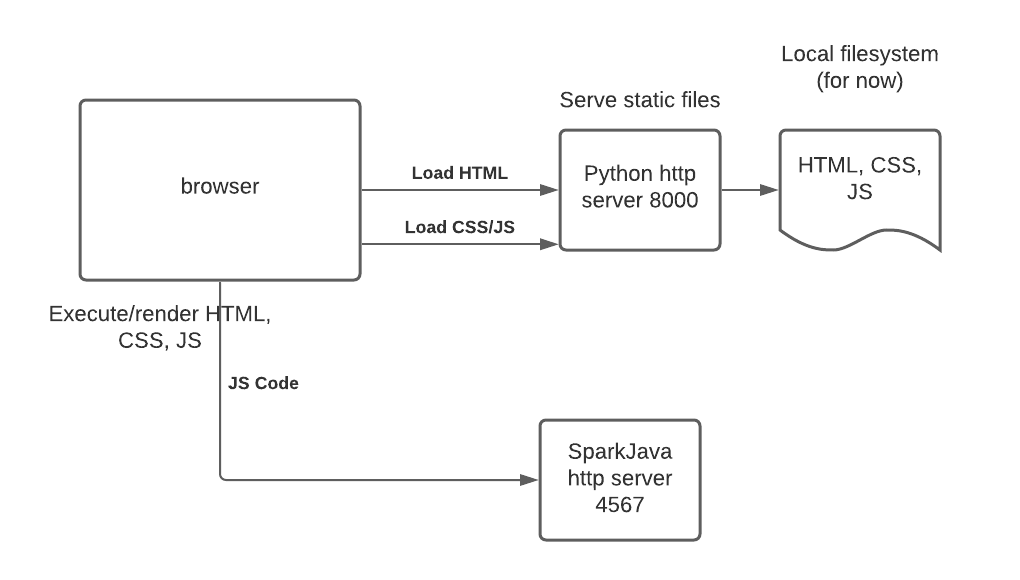 Local filesystem
(for now)
Serve static files
browser
Load HTML
Load CSS/JS
Python http
server 8000
HTML, CSS,
JS
Execute/render HTML,
CSS, JS
JS Code
SparkJava
http server
4567